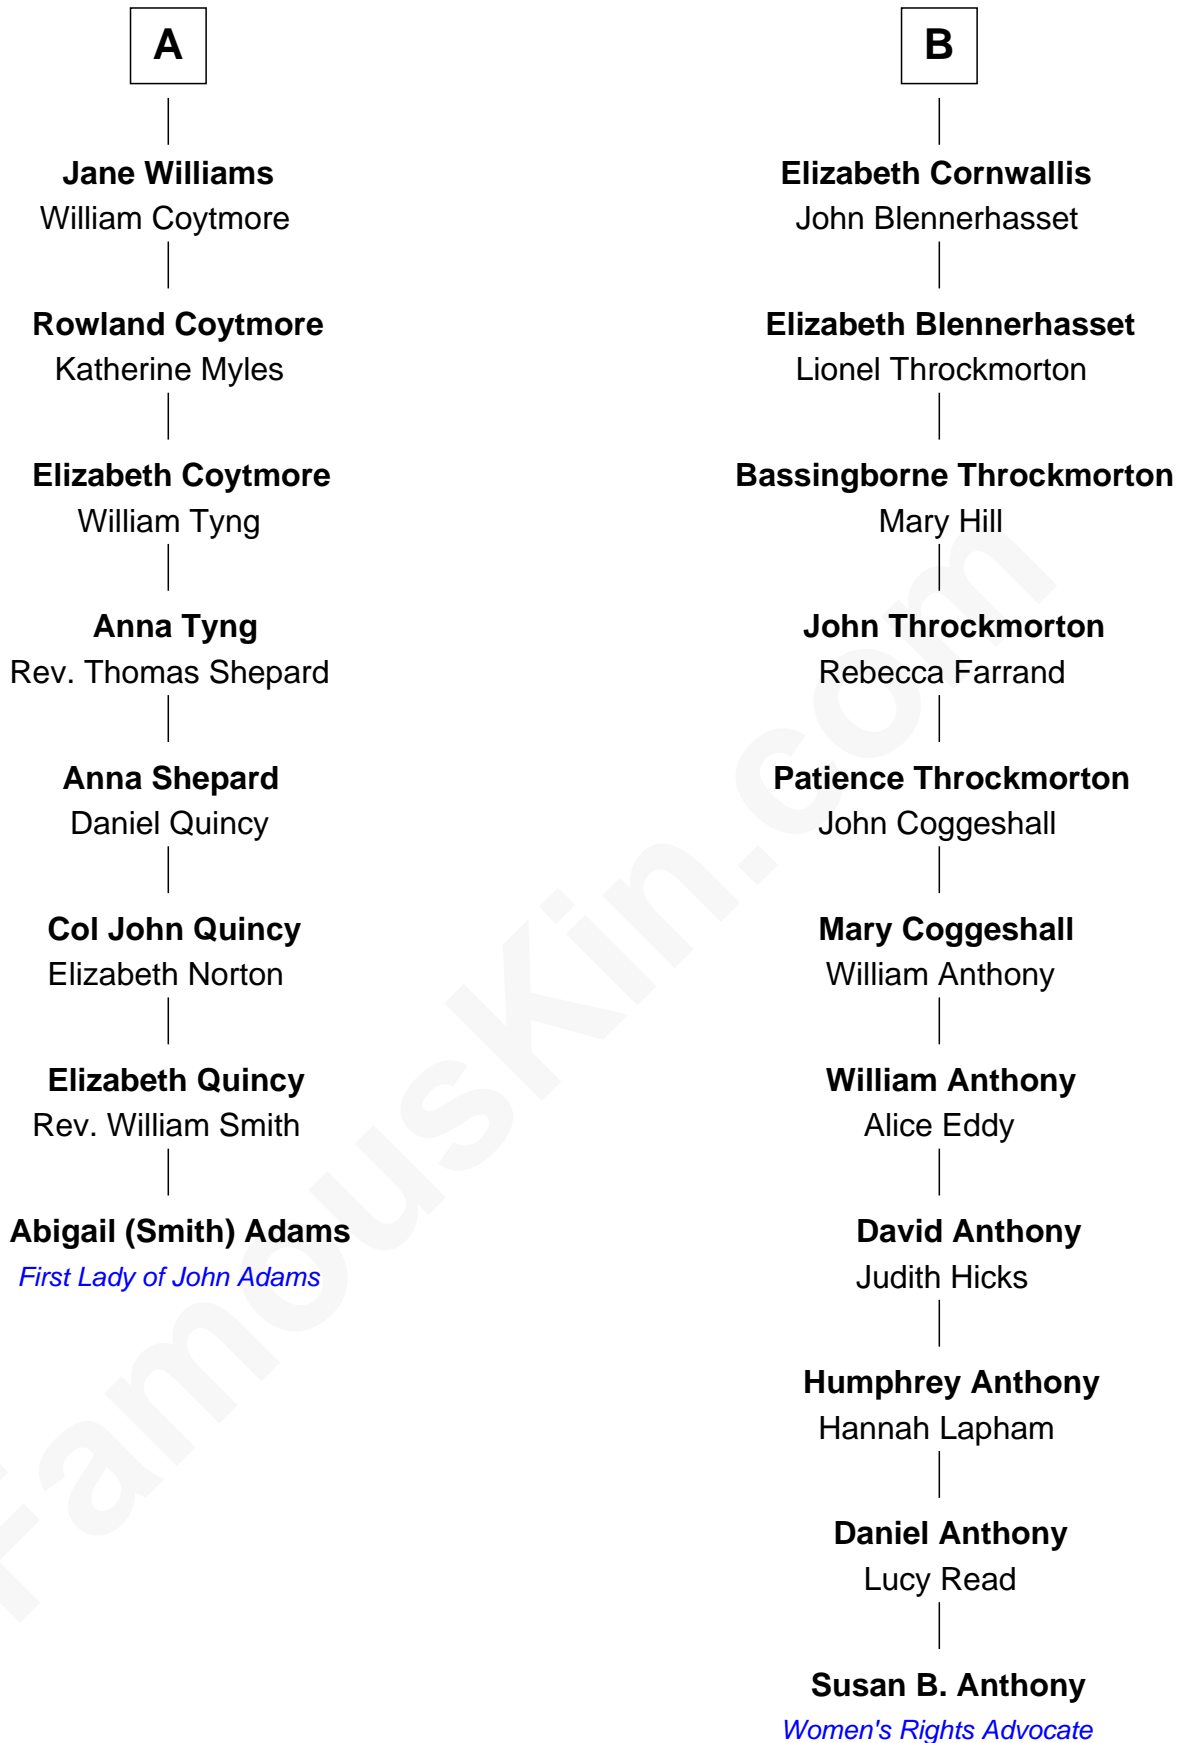 A
Jane Williams
William Coytmore
Rowland Coytmore
Katherine Myles
Elizabeth Coytmore
William Tyng
Anna Tyng
Rev. Thomas Shepard
Anna Shepard
Daniel Quincy
Col John Quincy
Elizabeth Norton
Elizabeth Quincy
Rev. William Smith
Abigail (Smith) Adams
First Lady of John Adams
B
Elizabeth Cornwallis
John Blennerhasset
Elizabeth Blennerhasset
Lionel Throckmorton
Bassingborne Throckmorton
Mary Hill
John Throckmorton
Rebecca Farrand
Patience Throckmorton
John Coggeshall
Mary Coggeshall
William Anthony
William Anthony
Alice Eddy
David Anthony
Judith Hicks
Humphrey Anthony
Hannah Lapham
Daniel Anthony
Lucy Read
Susan B. Anthony
Women's Rights Advocate
FamousKin.com